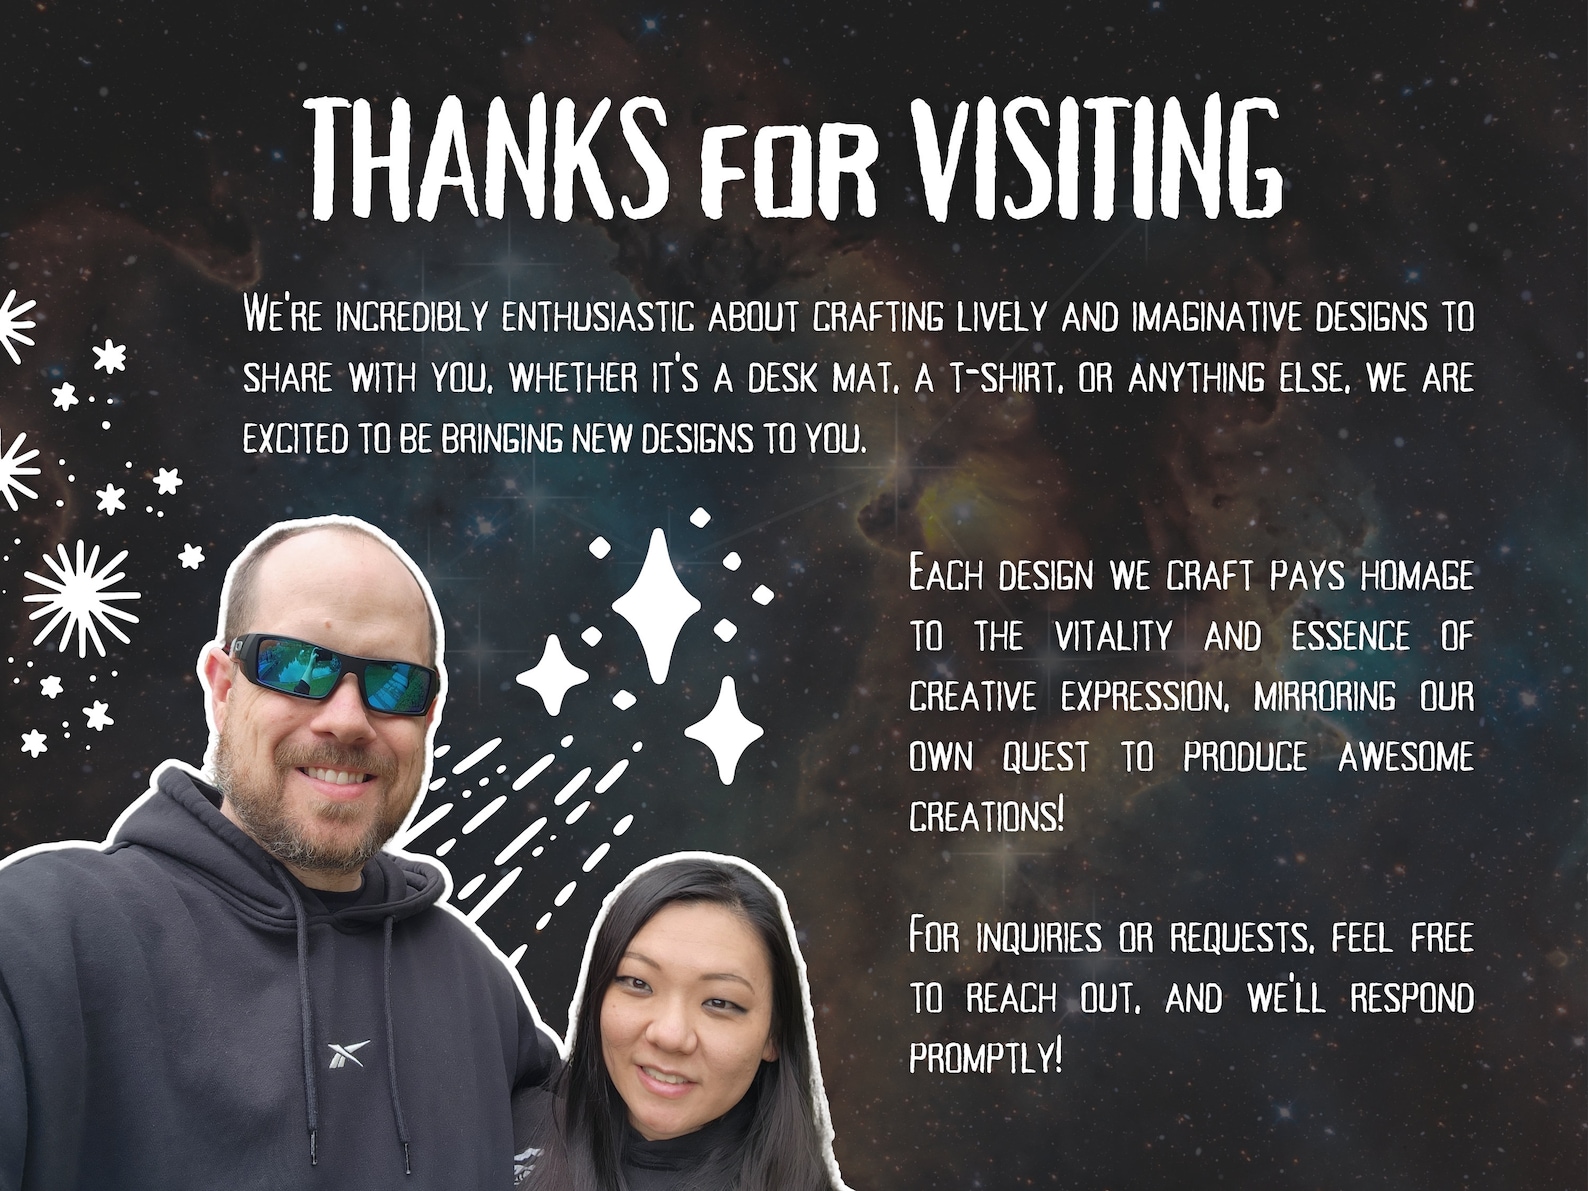 THANKS FOR VISITING
WE'RE INCREDIBLY ENTHUSIASTIC ABOUT CRAFTING LIVELY AND IMAGINATIVE DESIGNS TO
SHARE WITH YOU, WHETHER IT'S A DESK MAT, A T-SHIRT, OR ANYTHING ELSE, WE ARE
EXCITED TO BE BRINGING NEW DESIGNS TO YOU.
EACH DESIGN WE CRAFT PAYS HOMAGE
TO THE VITALITY AND ESSENCE OF
CREATIVE EXPRESSION, MIRRORING OUR
OWN QUEST TO PRODUCE AWESOME
CREATIONS!
FOR INQUIRIES OR REQUESTS, FEEL FREE
TO REACH OUT, AND WE'LL RESPOND
PROMPTLY!